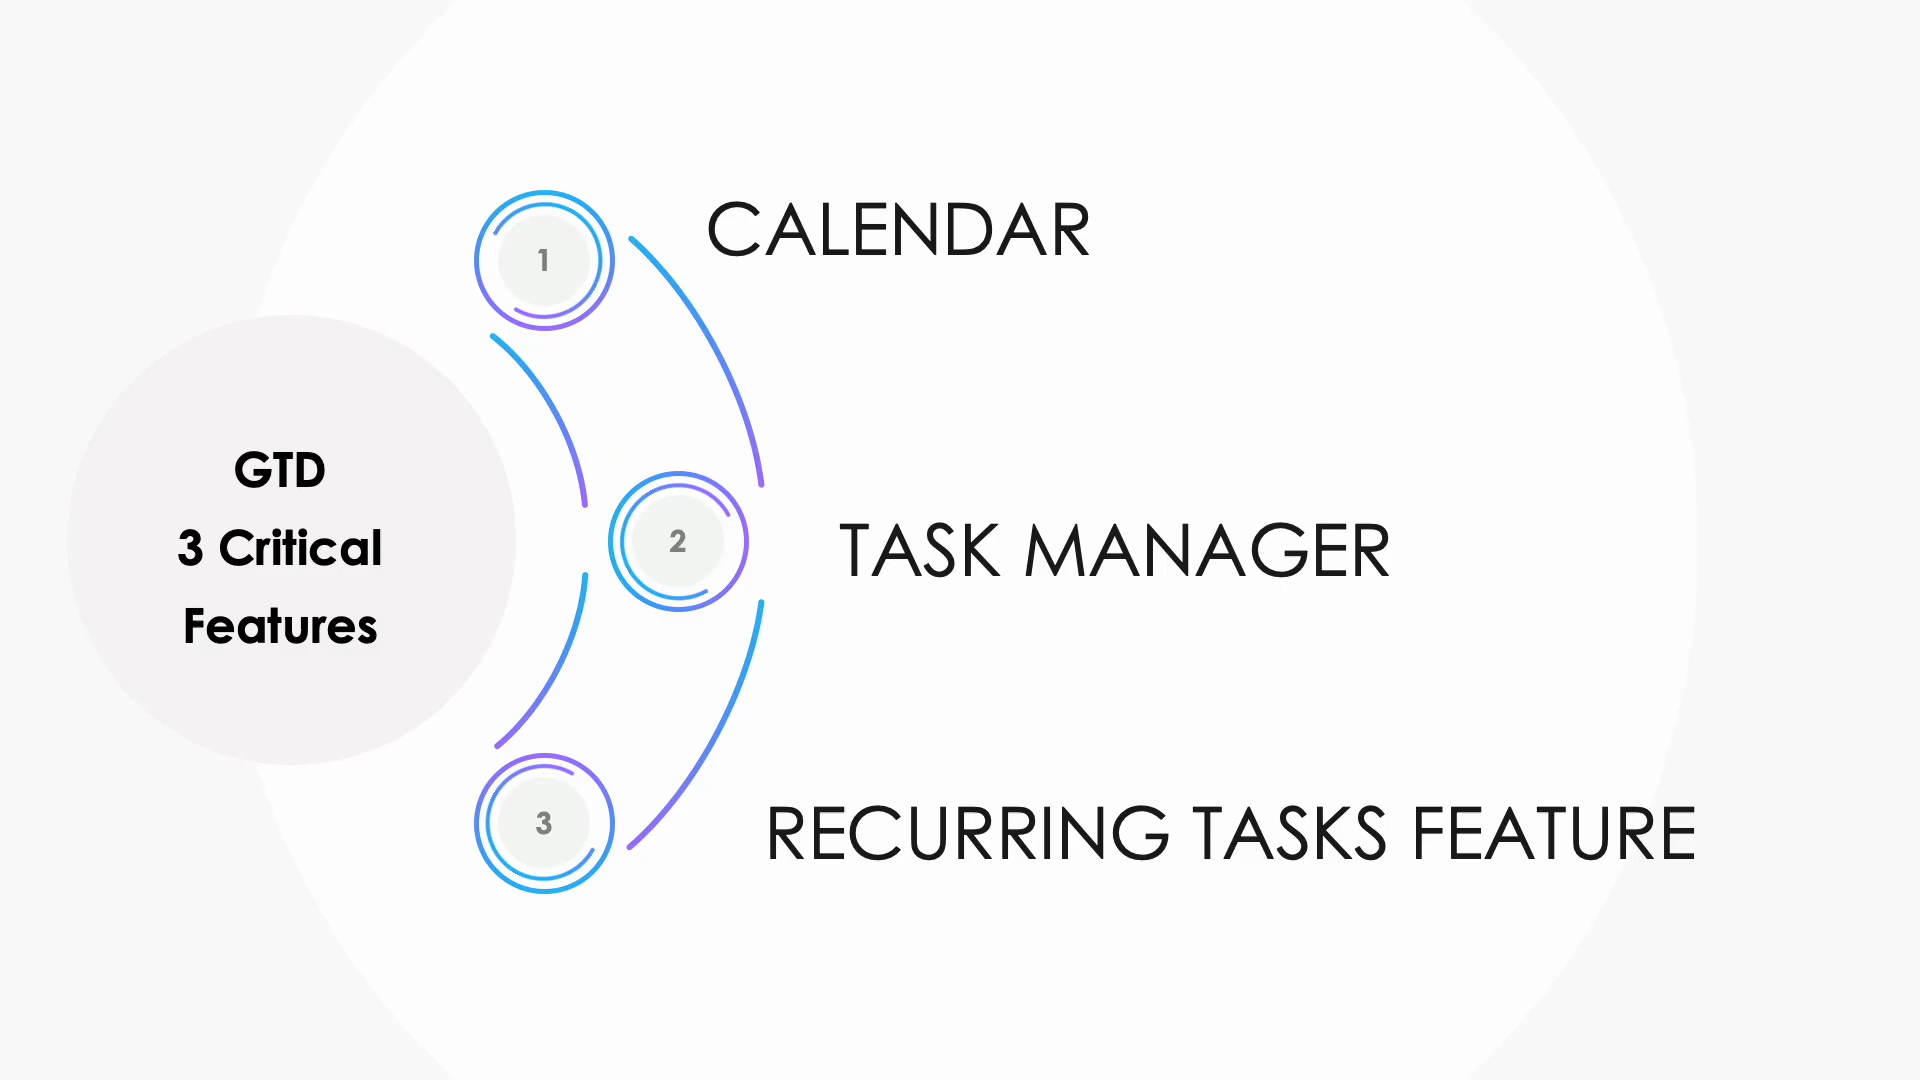 GTD
3 Critical
Features
1
CALENDAR
2
TASK MANAGER
3
RECURRING TASKS FEATURE